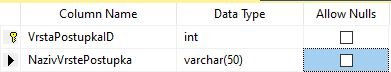 Column Name Data Type Allow Nulls
VrstaPostupkaID int
NazivVrstePostupka varchar(50)